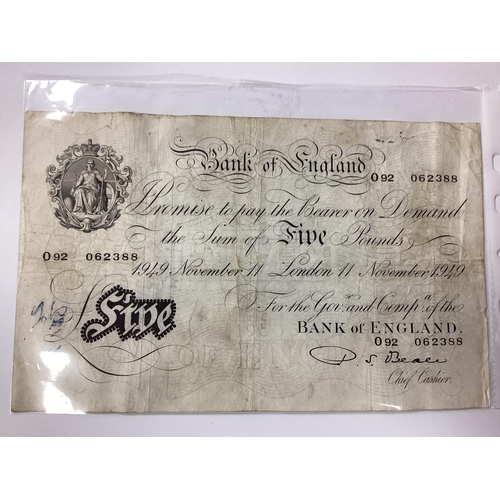 Bank of England
O92 062388
I Promise to pay the Bearer on Demand
the Sum of Five Pounds
O92 062388
1949 November 11 London 11 November 1949
For the Govr. and Compa. of the
BANK OF ENGLAND.
O92 062388
£Five
P. S. Beale
Chief Cashier.